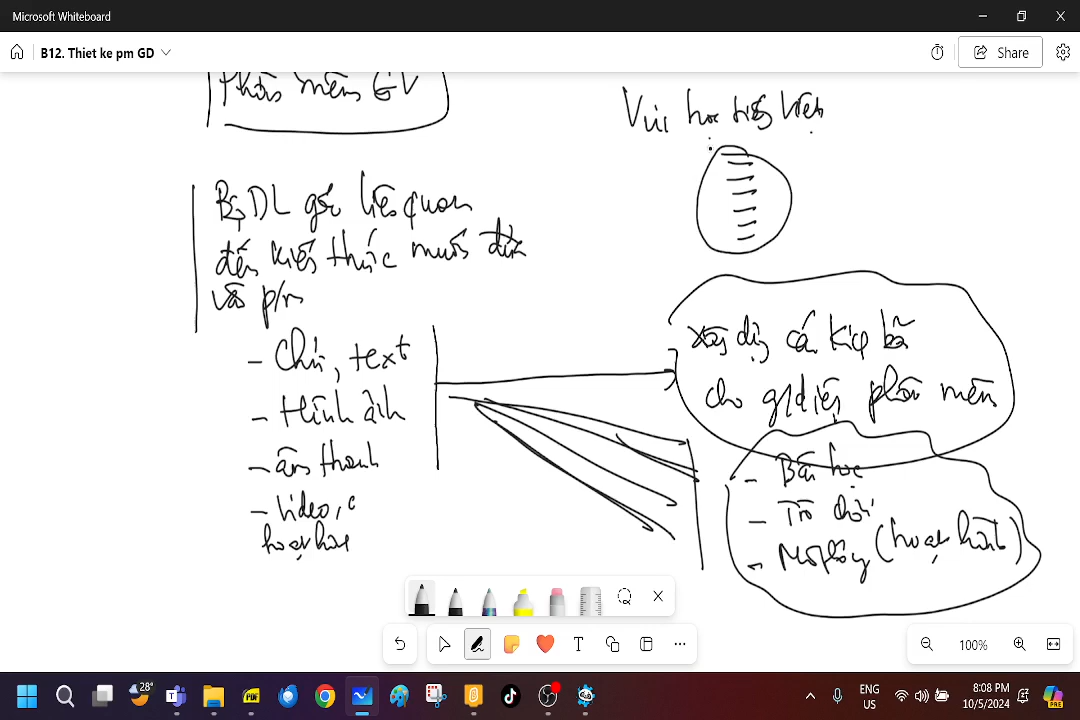 Microsoft Whiteboard
B12. Thiet ke pm GD
Share
Phần mềm GV
Vui học tiếng Việt
Bộ DL gốc liên quan
đến kiến thức muốn đưa
vào p/m
- Chữ, text
- Hình ảnh
- âm thanh
- Video,
hoạt hình
xây dựng các kịch bản
cho g/diện phần mềm
- Bài học
- Trò chơi
- Mô phỏng (hoạt hình)
100%
28°
ENG
US
8:08 PM
10/5/2024